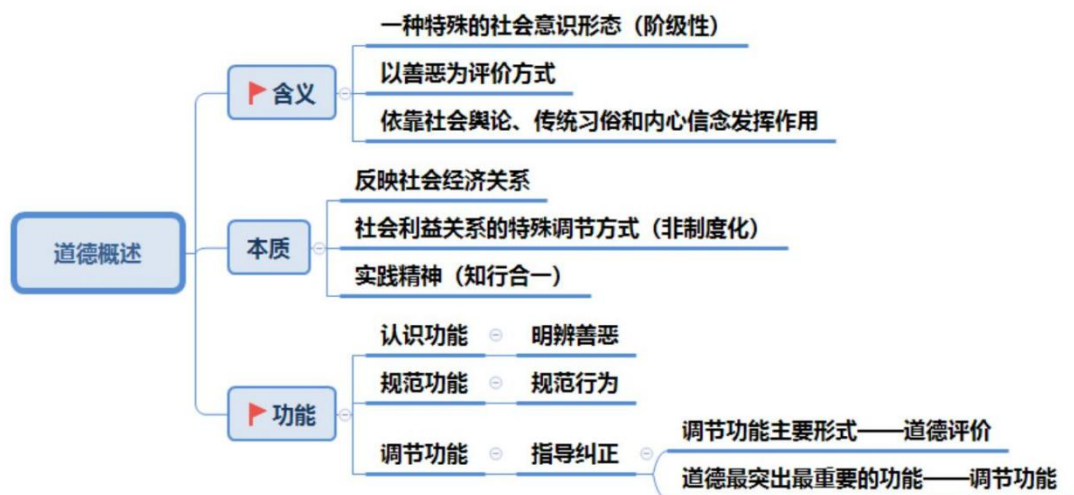 道德概述
含义
一种特殊的社会意识形态（阶级性）
以善恶为评价方式
依靠社会舆论、传统习俗和内心信念发挥作用
本质
反映社会经济关系
社会利益关系的特殊调节方式（非制度化）
实践精神（知行合一）
功能
认识功能 明辨善恶
规范功能 规范行为
调节功能 指导纠正
调节功能主要形式——道德评价
道德最突出最重要的功能——调节功能